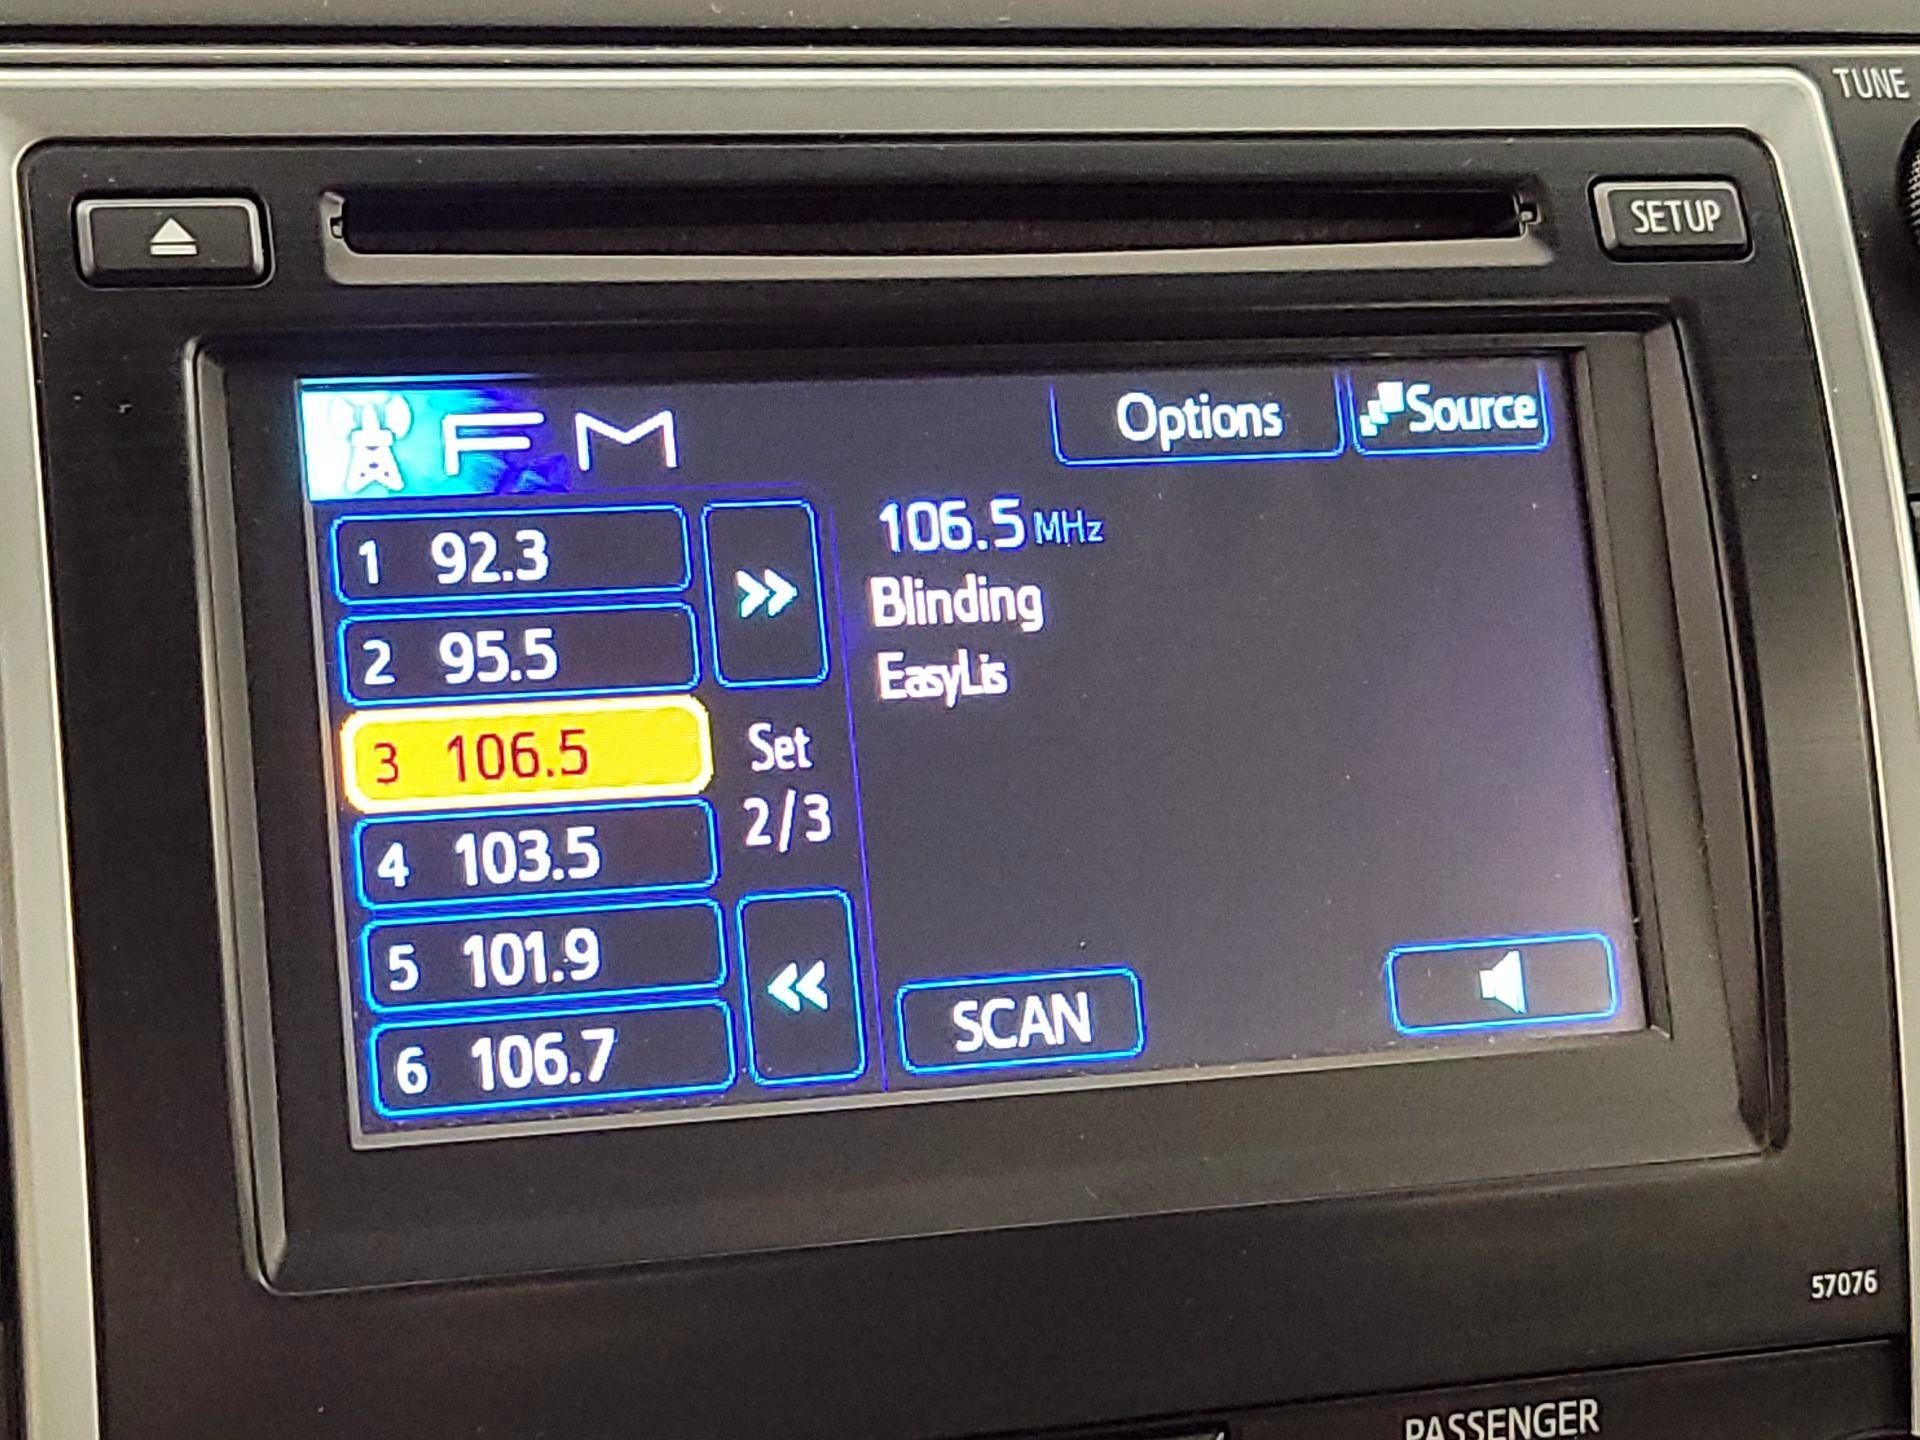 TUNE
SETUP
FM
Options
Source
106.5 MHz
Blinding
EasyLis
1 92.3
2 95.5
3 106.5
4 103.5
5 101.9
6 106.7
Set
2/3
SCAN
57076
PASSENGER